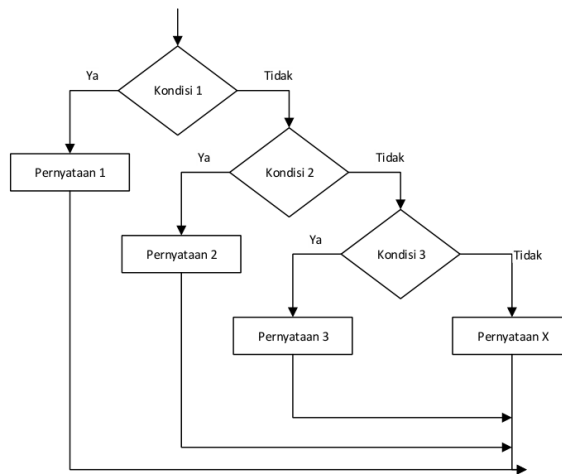 Kondisi 1
Ya
Tidak
Pernyataan 1
Kondisi 2
Ya
Tidak
Pernyataan 2
Kondisi 3
Ya
Tidak
Pernyataan 3
Pernyataan X